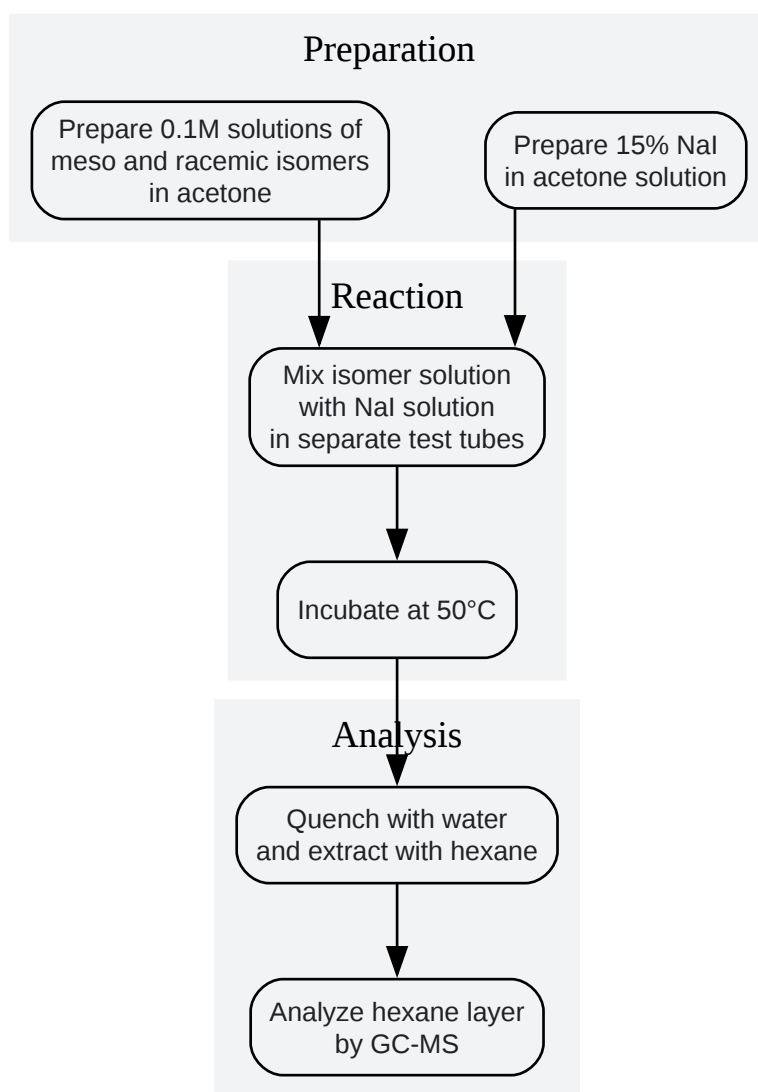 Preparation
Prepare 0.1M solutions of
meso and racemic isomers
in acetone
Prepare 15% NaI
in acetone solution
Reaction
Mix isomer solution
with NaI solution
in separate test tubes
Incubate at 50°C
Analysis
Quench with water
and extract with hexane
Analyze hexane layer
by GC-MS